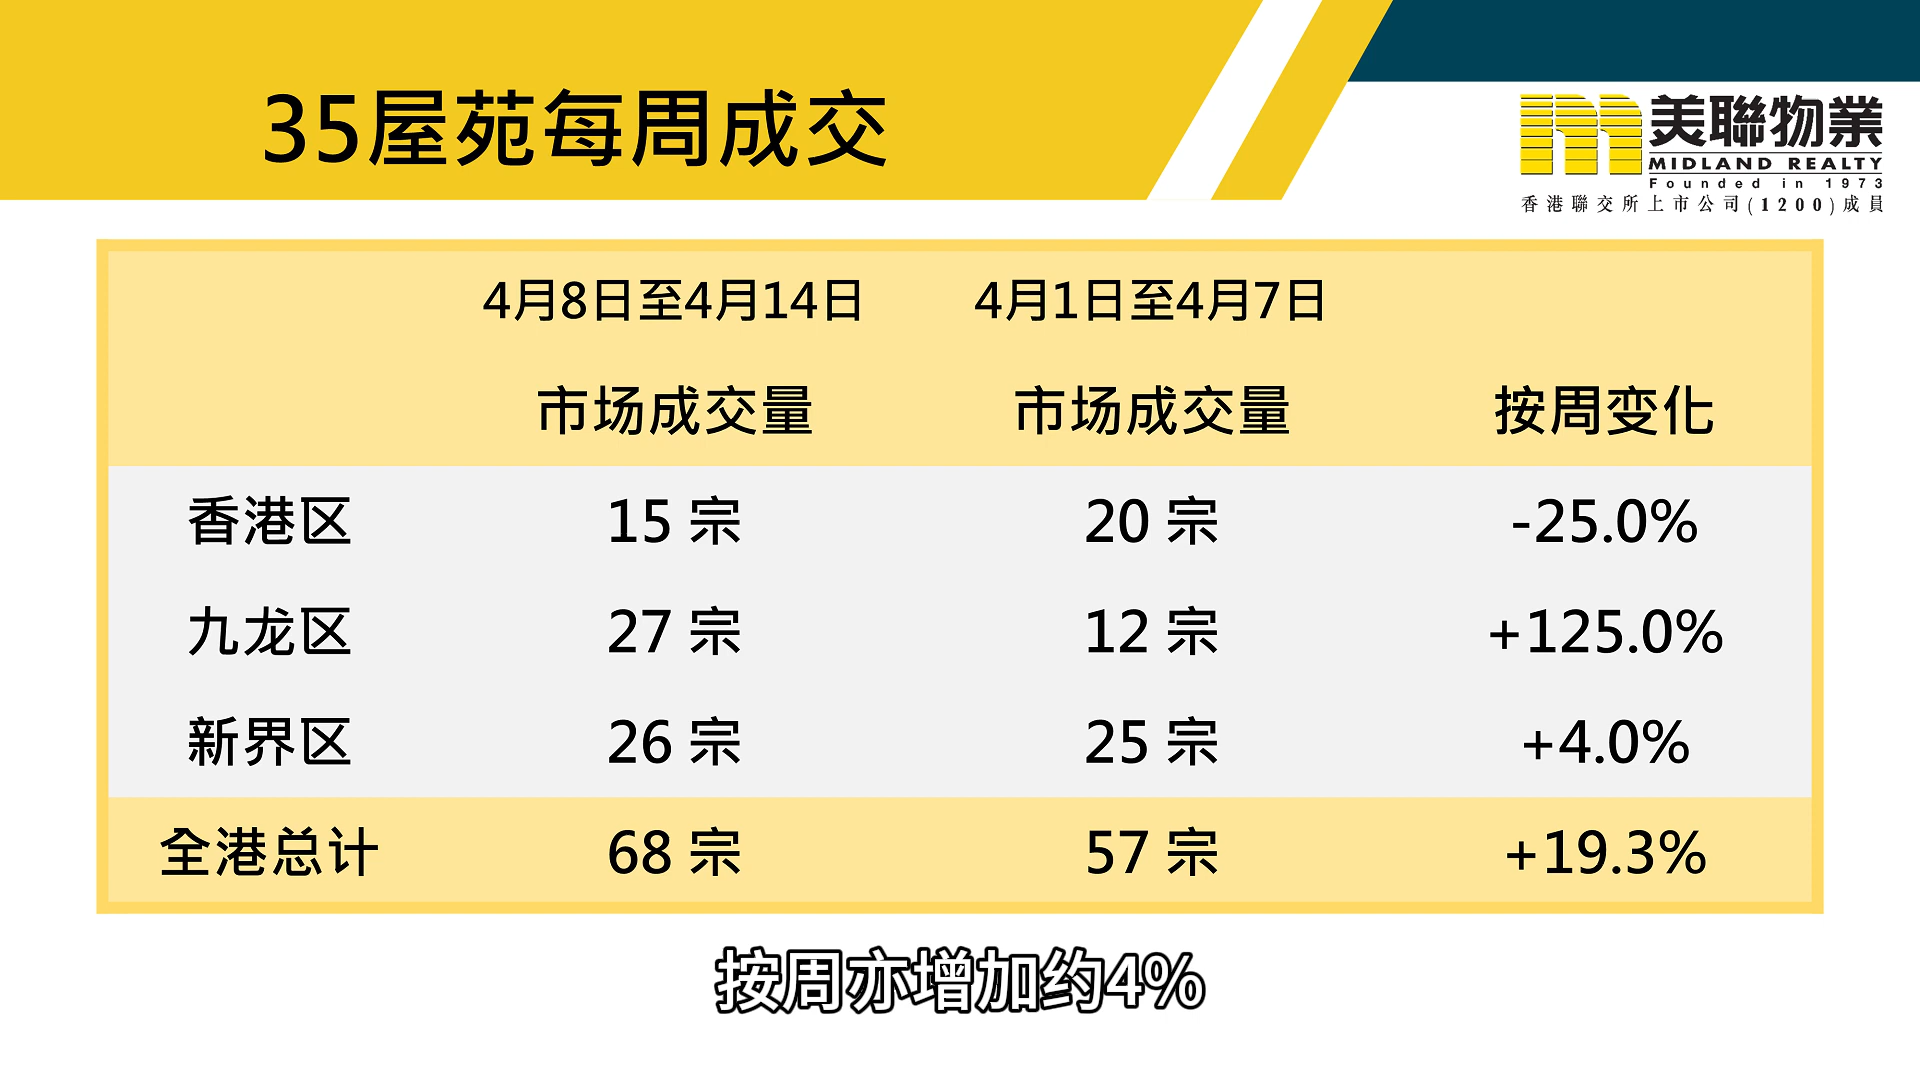 35屋苑每周成交
美聯物業
MIDLAND REALTY
Founded in 1973
香港聯交所上市公司(1200)成員
4月8日至4月14日 4月1日至4月7日
市场成交量 市场成交量 按周变化
香港区 15 宗 20 宗 -25.0%
九龙区 27 宗 12 宗 +125.0%
新界区 26 宗 25 宗 +4.0%
全港总计 68 宗 57 宗 +19.3%
按周亦增加约4%